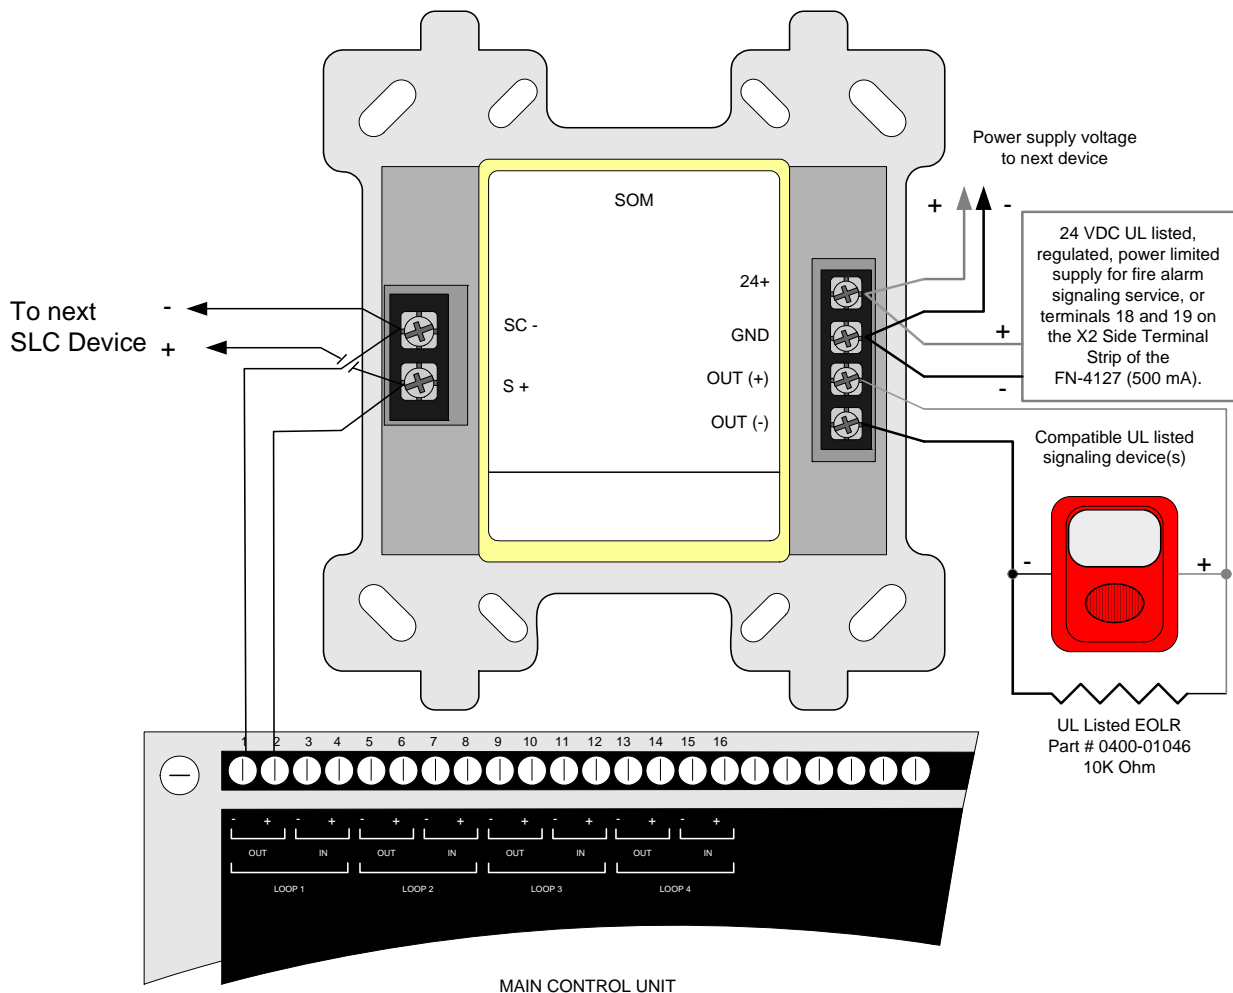 Power supply voltage
to next device
SOM
+
-
24 VDC UL listed,
regulated, power limited
supply for fire alarm
signaling service, or
terminals 18 and 19 on
the X2 Side Terminal
Strip of the
FN-4127 (500 mA).
24+
GND
OUT (+)
OUT (-)
+
-
To next
SLC Device
-
+
SC -
S +
Compatible UL listed
signaling device(s)
-
+
UL Listed EOLR
Part # 0400-01046
10K Ohm
1 2 3 4 5 6 7 8 9 10 11 12 13 14 15 16
- + - + - + - + - + - + - + - +
OUT IN OUT IN OUT IN OUT IN
LOOP 1 LOOP 2 LOOP 3 LOOP 4
MAIN CONTROL UNIT